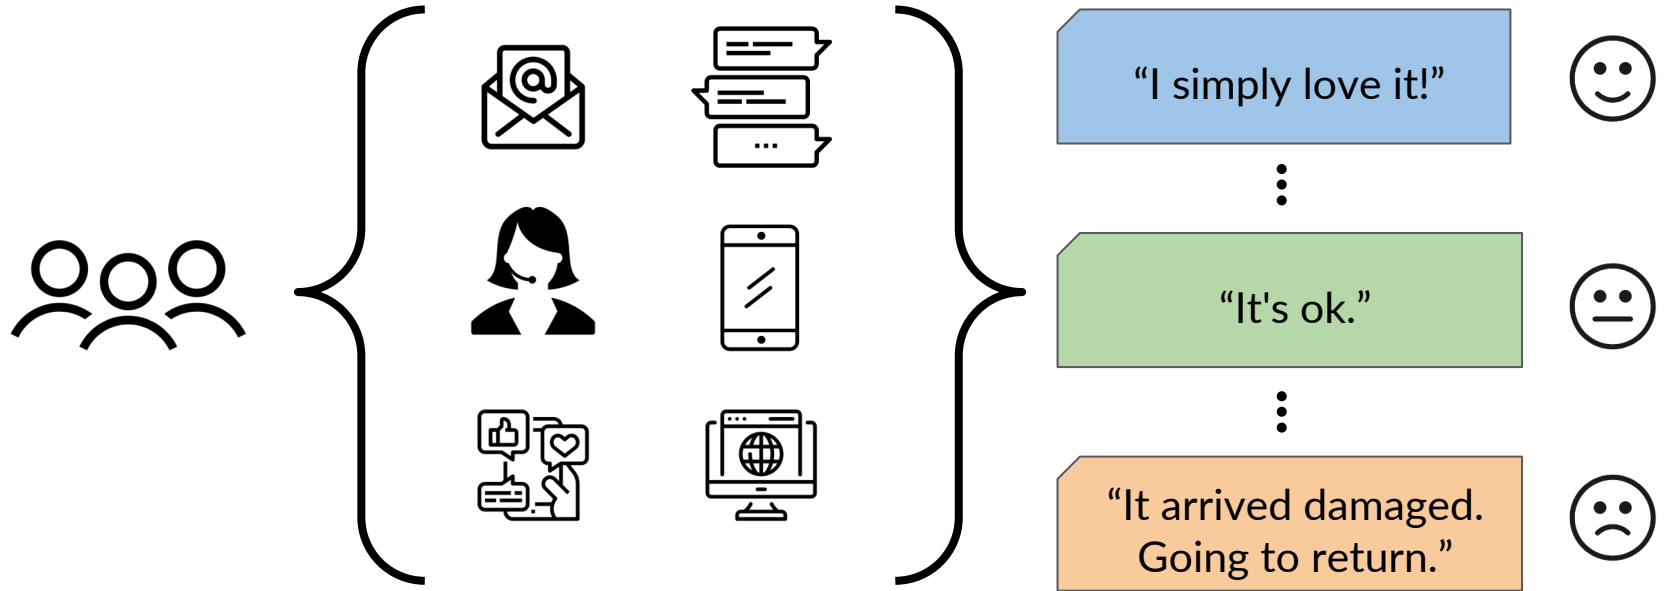 “I simply love it!”
“It's ok.”
“It arrived damaged.
Going to return.”